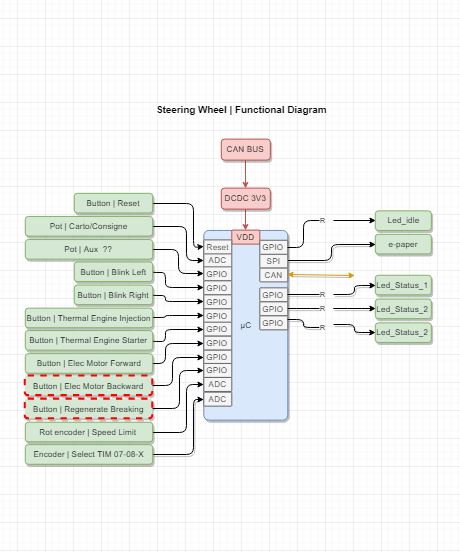 Steering Wheel | Functional Diagram
CAN BUS
DCDC 3V3
VDD
Button | Reset
Pot | Carto/Consigne
Pot | Aux ??
Button | Blink Left
Button | Blink Right
Button | Thermal Engine Injection
Button | Thermal Engine Starter
Button | Elec Motor Forward
Button | Elec Motor Backward
Button | Regenerate Breaking
Rot encoder | Speed Limit
Encoder | Select TIM 07-08-X
Reset
ADC
GPIO
GPIO
GPIO
GPIO
GPIO
GPIO
GPIO
GPIO
ADC
ADC
µC
GPIO
SPI
CAN
GPIO
GPIO
GPIO
R
R
R
R
Led_idle
e-paper
Led_Status_1
Led_Status_2
Led_Status_2